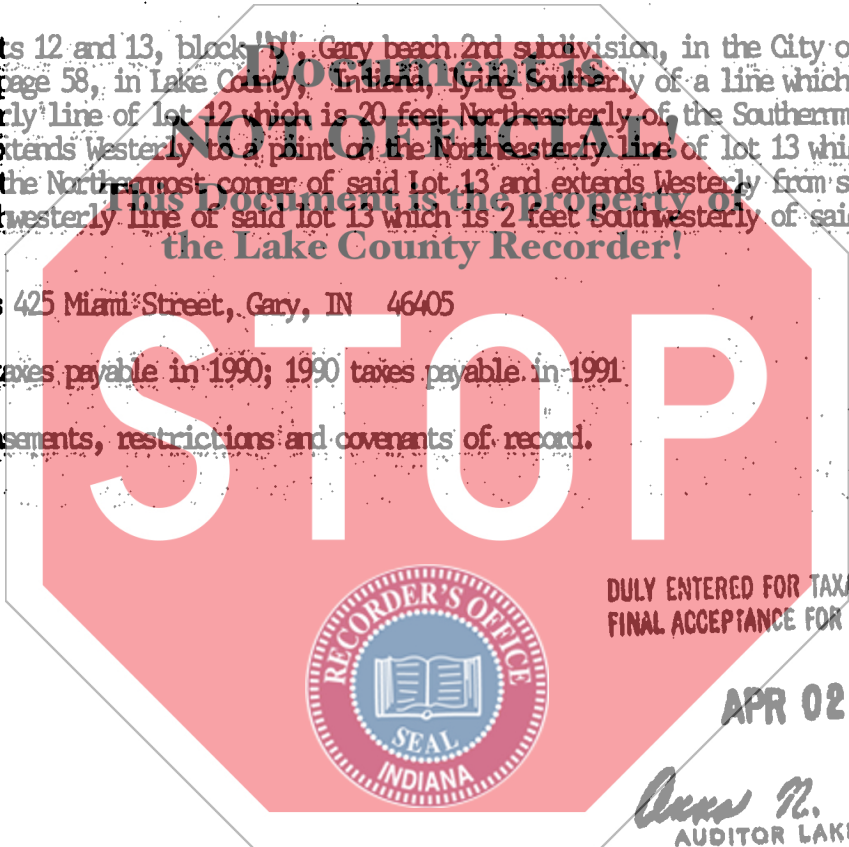 ts 12 and 13, block "D", Gary beach 2nd subdivision, in the City o
Document is
page 58, in Lake County, Indiana, lying Southerly of a line which
rly line of lot 12 which is 20 feet Northeasterly of the Southernm
NOT OFFICIAL!
xtends Westerly to a point on the Northeasterly line of lot 13 whi
the Northernmost corner of said Lot 13 and extends Westerly from s
This Document is the property of
westerly line of said lot 13 which is 2 feet Southwesterly of sai
the Lake County Recorder!
: 425 Miami Street, Gary, IN 46405
STOP
axes payable in 1990; 1990 taxes payable in 1991
sements, restrictions and covenants of record.
DULY ENTERED FOR TAXA
FINAL ACCEPTANCE FOR
RECORDER'S OFFICE
SEAL
INDIANA
APR 02
Anna N.
AUDITOR LAKE